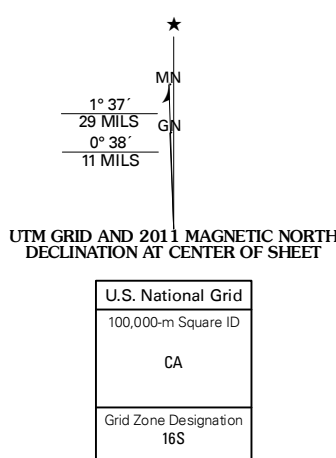 ★
MN
1° 37´
29 MILS
GN
0° 38´
11 MILS
UTM GRID AND 2011 MAGNETIC NORTH
DECLINATION AT CENTER OF SHEET
U.S. National Grid
100,000-m Square ID
CA
Grid Zone Designation
16S